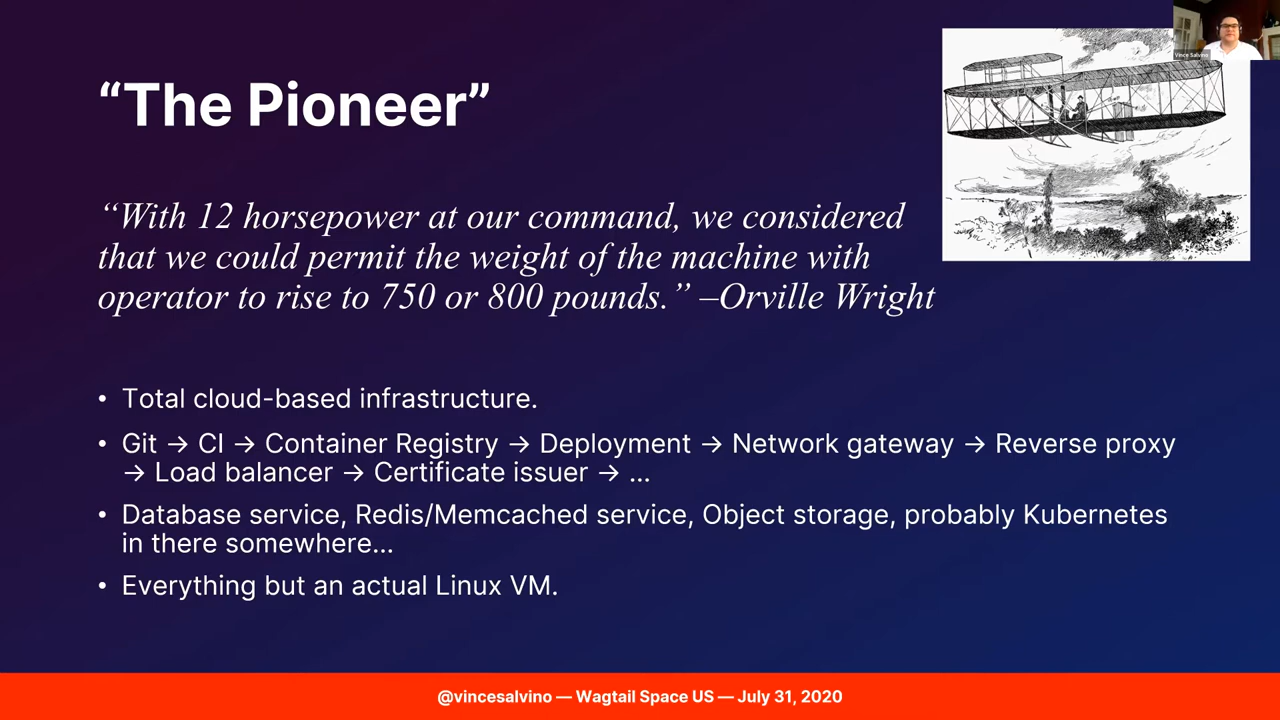 Vince Salvino
“The Pioneer”
“With 12 horsepower at our command, we considered
that we could permit the weight of the machine with
operator to rise to 750 or 800 pounds.” –Orville Wright
• Total cloud-based infrastructure.
• Git → CI → Container Registry → Deployment → Network gateway → Reverse proxy
→ Load balancer → Certificate issuer → ...
• Database service, Redis/Memcached service, Object storage, probably Kubernetes
in there somewhere...
• Everything but an actual Linux VM.
@vincesalvino — Wagtail Space US — July 31, 2020